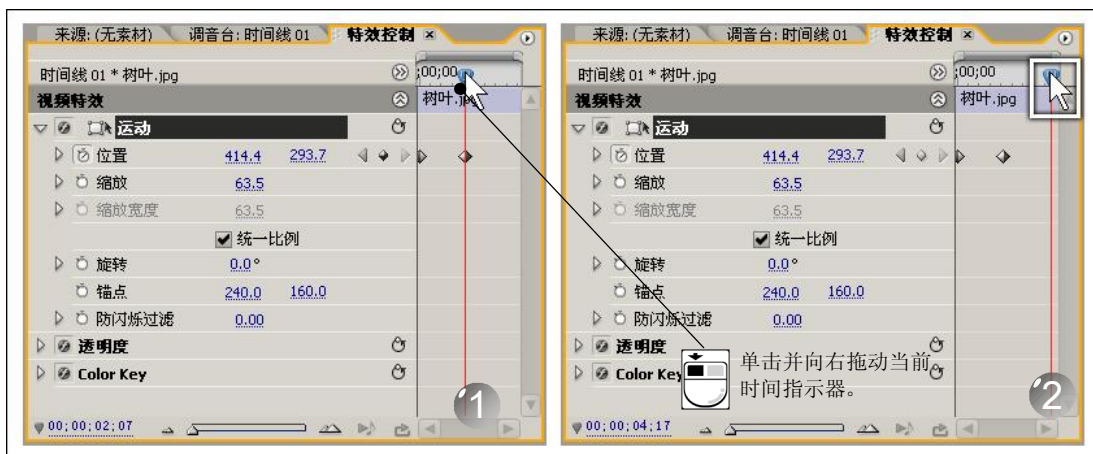 来源: (无素材) 调音台: 时间线 01 特效控制
时间线 01 * 树叶.jpg ;00;00
视频特效 树叶.jpg
运动
位置 414.4 293.7
缩放 63.5
缩放宽度 63.5
统一比例
旋转 0.0°
锚点 240.0 160.0
防闪烁过滤 0.00
透明度
Color Key
00;00;02;07
1
来源: (无素材) 调音台: 时间线 01 特效控制
时间线 01 * 树叶.jpg ;00;00
视频特效 树叶.jpg
运动
位置 414.4 293.7
缩放 63.5
缩放宽度 63.5
统一比例
旋转 0.0°
锚点 240.0 160.0
防闪烁过滤 0.00
透明度
Color Key
00;00;04;17
2
单击并向右拖动当前
时间指示器。